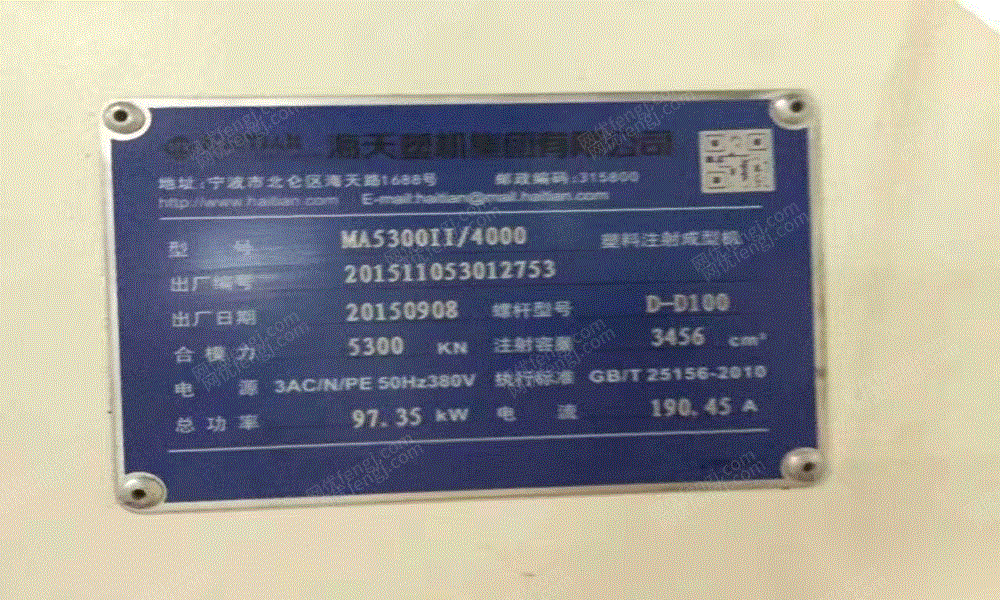 海天塑机集团有限公司
地址:宁波市北仑区海天路1688号 邮政编码:315800
http://www.haitian.com E-mail:haitian@mail.haitian.com
型 号 MA5300II/4000 塑料注射成型机
出厂编号 201511053012753
出厂日期 20150908 螺杆型号 D-D100
合模力 5300 KN 注射容量 3456 cm³
电 源 3AC/N/PE 50Hz380V 执行标准 GB/T 25156-2010
总功率 97.35 kW 电 流 190.45 A